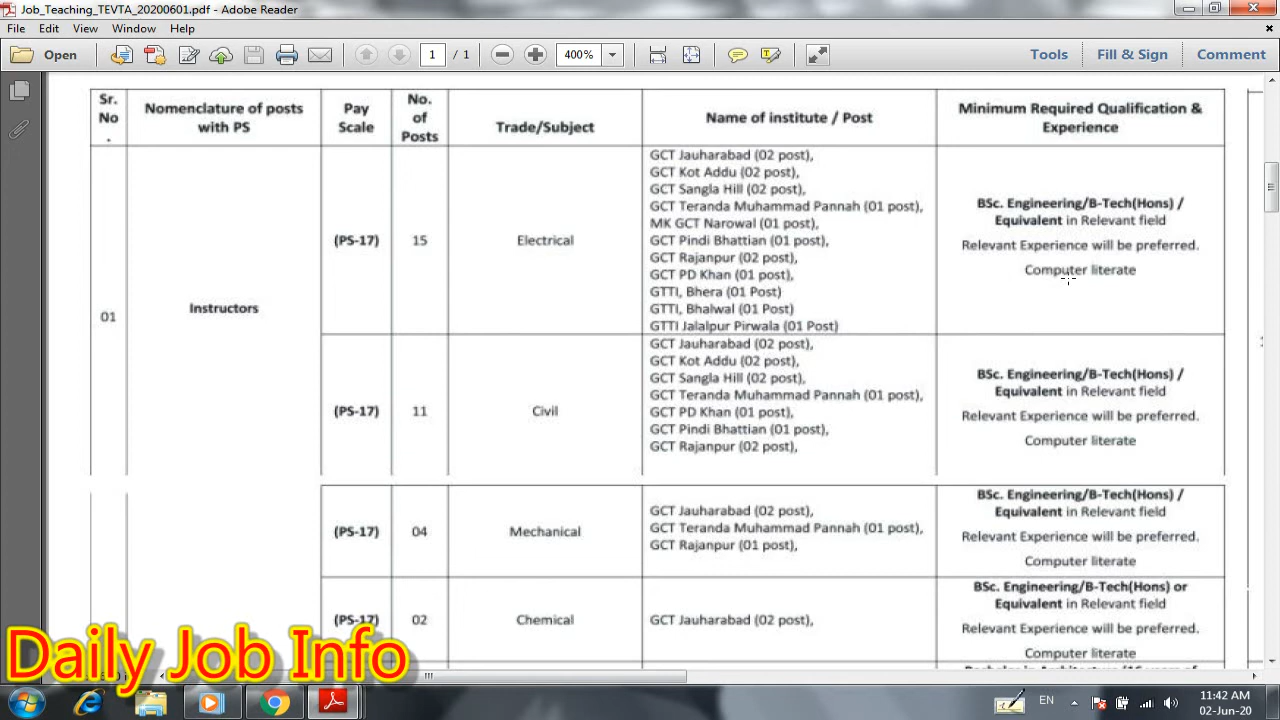 Job_Teaching_TEVTA_20200601.pdf - Adobe Reader
File Edit View Window Help
Open 1 / 1 400% Tools Fill & Sign Comment
Sr. No . Nomenclature of posts with PS Pay Scale No. of Posts Trade/Subject Name of institute / Post Minimum Required Qualification & Experience
01 Instructors
(PS-17) 15 Electrical
GCT Jauharabad (02 post),
GCT Kot Addu (02 post),
GCT Sangla Hill (02 post),
GCT Teranda Muhammad Pannah (01 post),
MK GCT Narowal (01 post),
GCT Pindi Bhattian (01 post),
GCT Rajanpur (02 post),
GCT PD Khan (01 post),
GTTI, Bhera (01 Post)
GTTI, Bhalwal (01 Post)
GTTI Jalalpur Pirwala (01 Post)
BSc. Engineering/B-Tech(Hons) /
Equivalent in Relevant field
Relevant Experience will be preferred.
Computer literate
(PS-17) 11 Civil
GCT Jauharabad (02 post),
GCT Kot Addu (02 post),
GCT Sangla Hill (02 post),
GCT Teranda Muhammad Pannah (01 post),
GCT PD Khan (01 post),
GCT Pindi Bhattian (01 post),
GCT Rajanpur (02 post),
BSc. Engineering/B-Tech(Hons) /
Equivalent in Relevant field
Relevant Experience will be preferred.
Computer literate
(PS-17) 04 Mechanical
GCT Jauharabad (02 post),
GCT Teranda Muhammad Pannah (01 post),
GCT Rajanpur (01 post),
BSc. Engineering/B-Tech(Hons) /
Equivalent in Relevant field
Relevant Experience will be preferred.
Computer literate
(PS-17) 02 Chemical
GCT Jauharabad (02 post),
BSc. Engineering/B-Tech(Hons) or
Equivalent in Relevant field
Relevant Experience will be preferred.
Computer literate
Daily Job Info
EN 11:42 AM
02-Jun-20